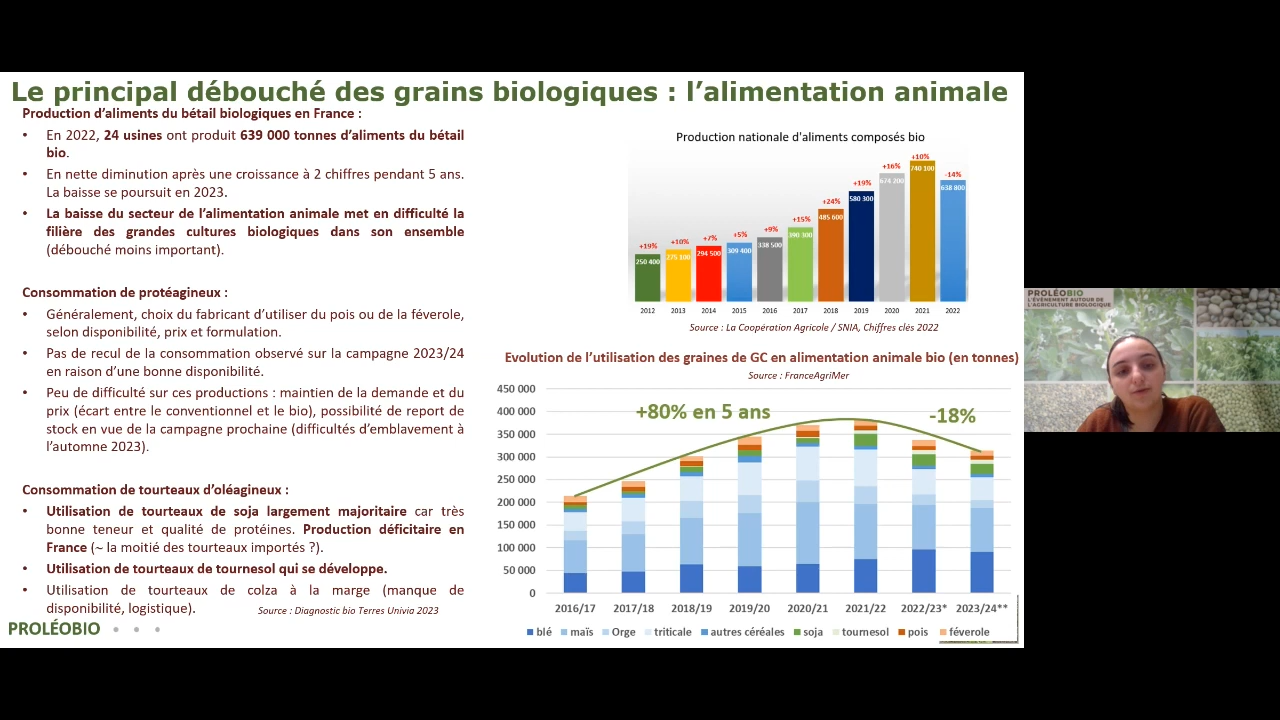 Le principal débouché des grains biologiques : l'alimentation animale
Production d'aliments du bétail biologiques en France :
• En 2022, 24 usines ont produit 639 000 tonnes d'aliments du bétail
bio.
• En nette diminution après une croissance à 2 chiffres pendant 5 ans.
La baisse se poursuit en 2023.
• La baisse du secteur de l'alimentation animale met en difficulté la
filière des grandes cultures biologiques dans son ensemble
(débouché moins important).
Consommation de protéagineux :
• Généralement, choix du fabricant d'utiliser du pois ou de la féverole,
selon disponibilité, prix et formulation.
• Pas de recul de la consommation observé sur la campagne 2023/24
en raison d'une bonne disponibilité.
• Peu de difficulté sur ces productions : maintien de la demande et du
prix (écart entre le conventionnel et le bio), possibilité de report de
stock en vue de la campagne prochaine (difficultés d'emblavement à
l'automne 2023).
Consommation de tourteaux d'oléagineux :
• Utilisation de tourteaux de soja largement majoritaire car très
bonne teneur et qualité de protéines. Production déficitaire en
France (~ la moitié des tourteaux importés ?).
• Utilisation de tourteaux de tournesol qui se développe.
• Utilisation de tourteaux de colza à la marge (manque de
disponibilité, logistique).
Source : Diagnostic bio Terres Univia 2023
PROLÉOBIO
Production nationale d'aliments composés bio
+19% +10% +7% +5% +9% +15% +24% +19% +16% +10% -14%
250 400 275 100 294 500 309 400 338 500 390 300 485 600 580 300 674 200 740 100 638 800
2012 2013 2014 2015 2016 2017 2018 2019 2020 2021 2022
Source : La Coopération Agricole / SNIA, Chiffres clés 2022
Evolution de l'utilisation des graines de GC en alimentation animale bio (en tonnes)
Source : FranceAgriMer
450 000
400 000
350 000
300 000
250 000
200 000
150 000
100 000
50 000
0
+80% en 5 ans
-18%
2016/17 2017/18 2018/19 2019/20 2020/21 2021/22 2022/23* 2023/24**
blé maïs Orge triticale autres céréales soja tournesol pois féverole
PROLÉOBIO
L'ÉVÉNEMENT AUTOUR DE
L'AGRICULTURE BIOLOGIQUE